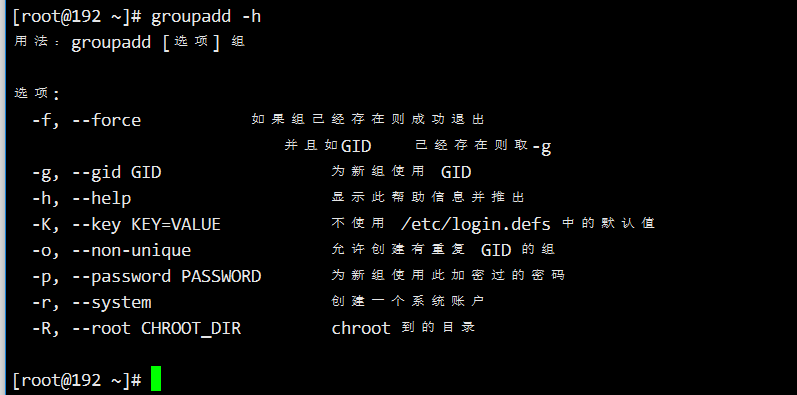 [root@192 ~]# groupadd -h
用法：groupadd [选项] 组
选项：
-f, --force 如果组已经存在则成功退出
并且如GID 已经存在则取-g
-g, --gid GID 为新组使用 GID
-h, --help 显示此帮助信息并推出
-K, --key KEY=VALUE 不使用 /etc/login.defs 中的默认值
-o, --non-unique 允许创建有重复 GID 的组
-p, --password PASSWORD 为新组使用此加密过的密码
-r, --system 创建一个系统账户
-R, --root CHROOT_DIR chroot 到的目录
[root@192 ~]#